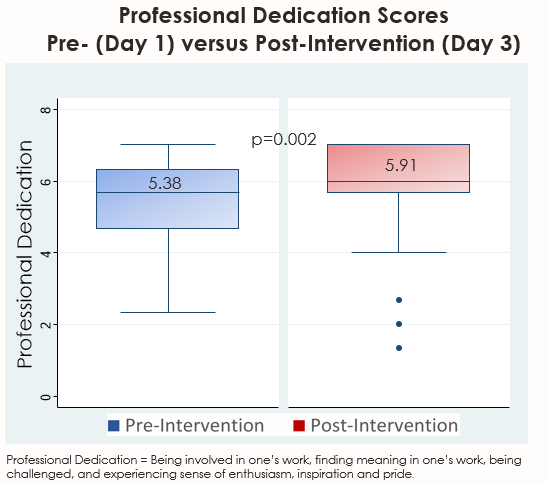 Professional Dedication Scores
Pre- (Day 1) versus Post-Intervention (Day 3)
Professional Dedication
8
6
4
2
0
5.38
p=0.002
5.91
Pre-Intervention
Post-Intervention
Professional Dedication = Being involved in one's work, finding meaning in one's work, being
challenged, and experiencing sense of enthusiasm, inspiration and pride.